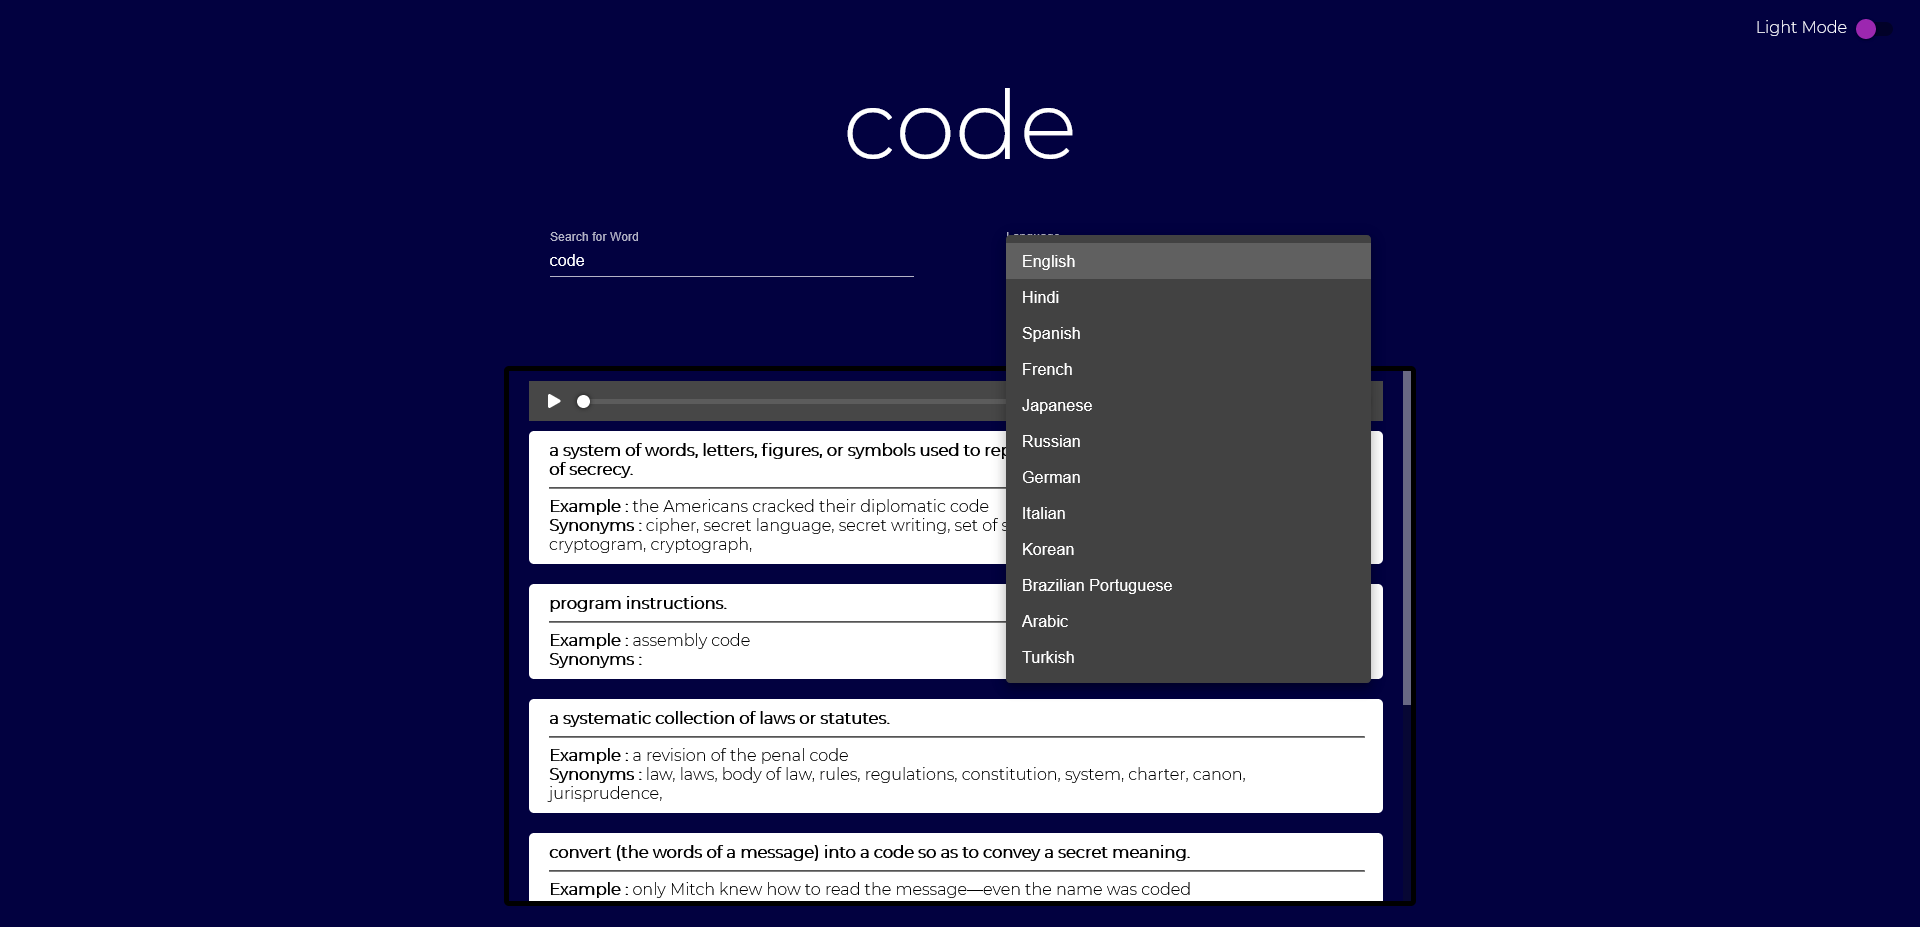 Light Mode
code
Search for Word
Language
code
English
Hindi
Spanish
French
Japanese
Russian
German
Italian
Korean
Brazilian Portuguese
Arabic
Turkish
a system of words, letters, figures, or symbols used to
of secrecy.
Example : the Americans cracked their diplomatic code
Synonyms : cipher, secret language, secret writing, set of
cryptogram, cryptograph,
program instructions.
Example : assembly code
Synonyms :
a systematic collection of laws or statutes.
Example : a revision of the penal code
Synonyms : law, laws, body of law, rules, regulations, constitution, system, charter, canon,
jurisprudence,
convert (the words of a message) into a code so as to convey a secret meaning.
Example : only Mitch knew how to read the message—even the name was coded